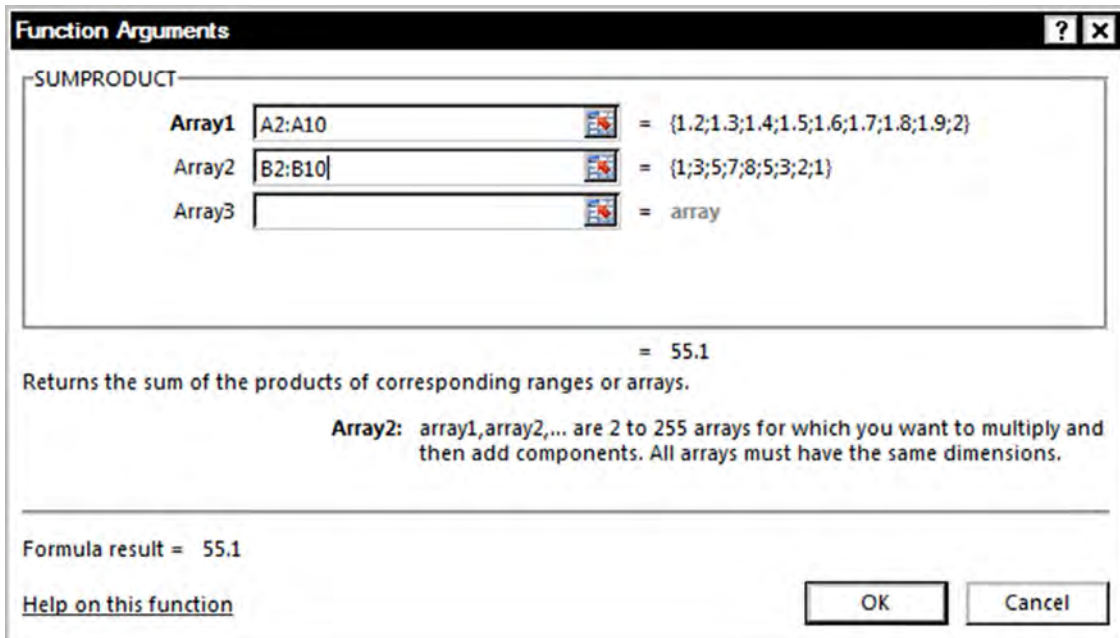 Function Arguments ? X
SUMPRODUCT
Array1 A2:A10 = {1.2;1.3;1.4;1.5;1.6;1.7;1.8;1.9;2}
Array2 B2:B10 = {1;3;5;7;8;5;3;2;1}
Array3 = array
= 55.1
Returns the sum of the products of corresponding ranges or arrays.
Array2: array1,array2,... are 2 to 255 arrays for which you want to multiply and
then add components. All arrays must have the same dimensions.
Formula result = 55.1
Help on this function OK Cancel